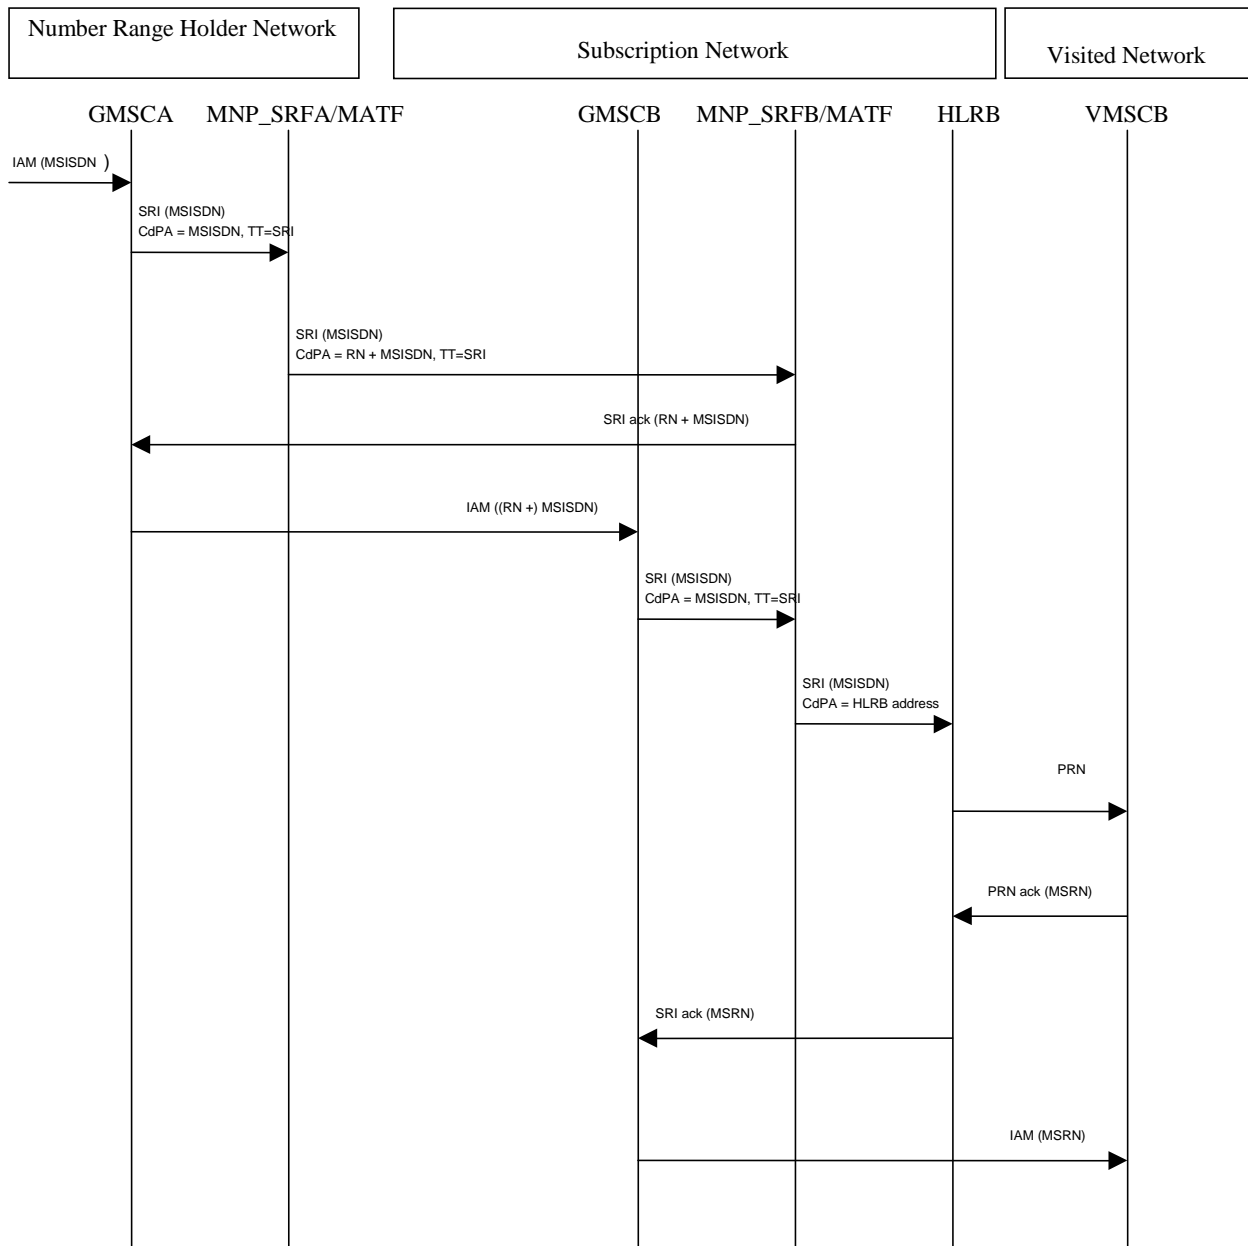 Number Range Holder Network
Subscription Network
Visited Network
GMSCA
MNP_SRFA/MATF
GMSCB
MNP_SRFB/MATF
HLRB
VMSCB
IAM (MSISDN )
SRI (MSISDN)
CdPA = MSISDN, TT=SRI
SRI (MSISDN)
CdPA = RN + MSISDN, TT=SRI
SRI ack (RN + MSISDN)
IAM ((RN +) MSISDN)
SRI (MSISDN)
CdPA = MSISDN, TT=SRI
SRI (MSISDN)
CdPA = HLRB address
PRN
PRN ack (MSRN)
SRI ack (MSRN)
IAM (MSRN)